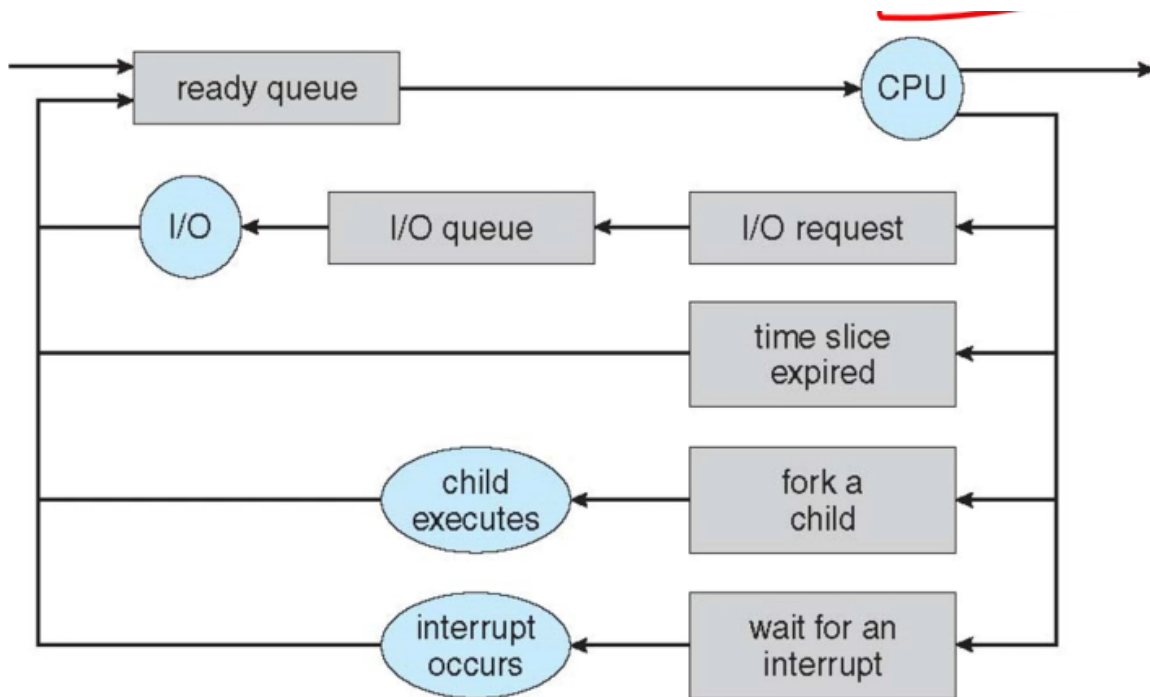 ready queue
CPU
I/O
I/O queue
I/O request
time slice
expired
child
executes
fork a
child
interrupt
occurs
wait for an
interrupt